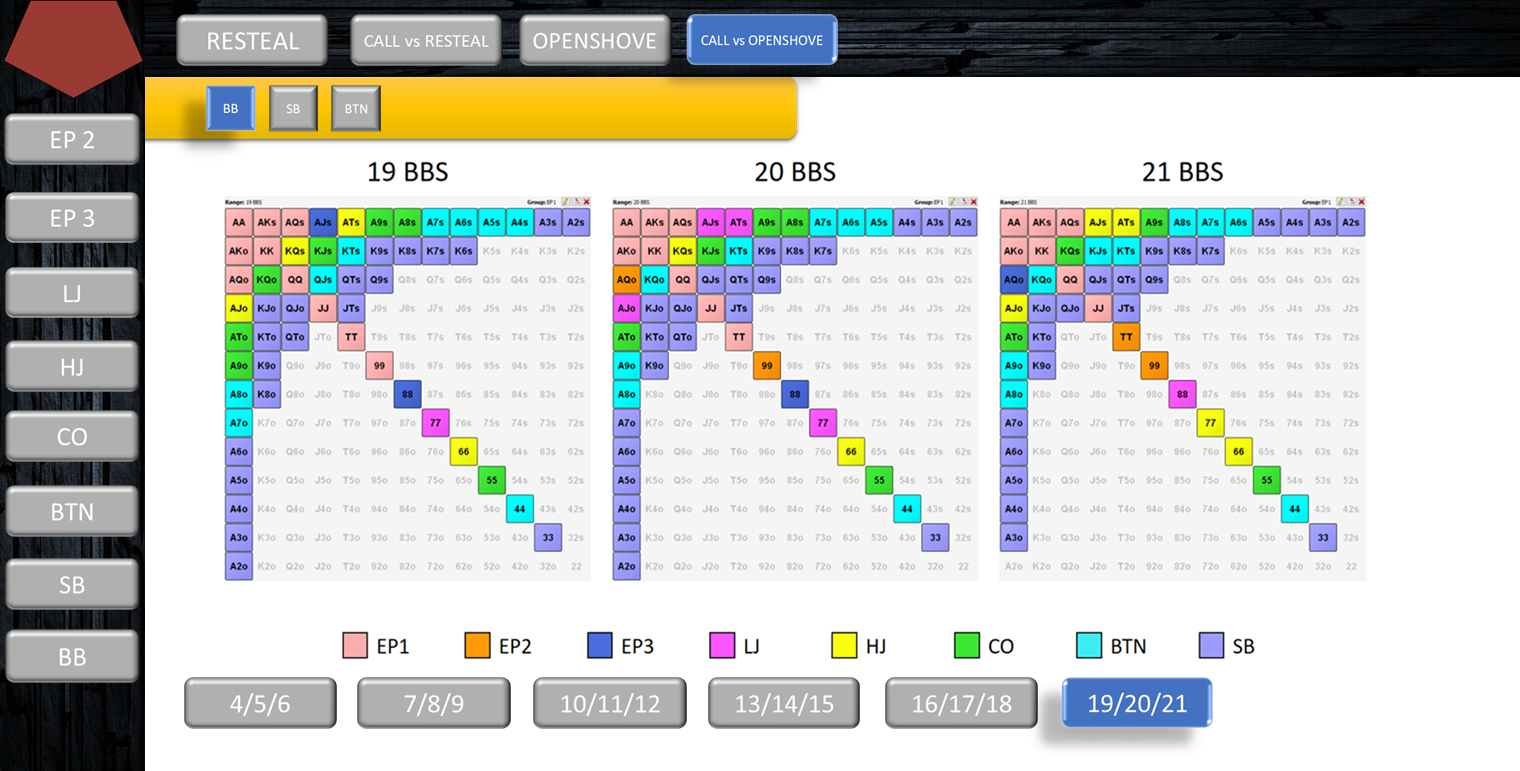 RESTEAL CALL vs RESTEAL OPENSHOVE CALL vs OPENSHOVE
BB SB BTN
EP 2
EP 3
LJ
HJ
CO
BTN
SB
BB
19 BBS
Range: 19 BBS Group: EP1
AA AKs AQs AJs ATs A9s A8s A7s A6s A5s A4s A3s A2s
AKo KK KQs KJs KTs K9s K8s K7s K6s K5s K4s K3s K2s
AQo KQo QQ QJs QTs Q9s Q8s Q7s Q6s Q5s Q4s Q3s Q2s
AJo KJo QJo JJ JTs J9s J8s J7s J6s J5s J4s J3s J2s
ATo KTo QTo JTo TT T9s T8s T7s T6s T5s T4s T3s T2s
A9o K9o Q9o J9o T9o 99 98s 97s 96s 95s 94s 93s 92s
A8o K8o Q8o J8o T8o 98o 88 87s 86s 85s 84s 83s 82s
A7o K7o Q7o J7o T7o 97o 87o 77 76s 75s 74s 73s 72s
A6o K6o Q6o J6o T6o 96o 86o 76o 66 65s 64s 63s 62s
A5o K5o Q5o J5o T5o 95o 85o 75o 65o 55 54s 53s 52s
A4o K4o Q4o J4o T4o 94o 84o 74o 64o 54o 44 43s 42s
A3o K3o Q3o J3o T3o 93o 83o 73o 63o 53o 43o 33 32s
A2o K2o Q2o J2o T2o 92o 82o 72o 62o 52o 42o 32o 22
20 BBS
Range: 20 BBS Group: EP1
AA AKs AQs AJs ATs A9s A8s A7s A6s A5s A4s A3s A2s
AKo KK KQs KJs KTs K9s K8s K7s K6s K5s K4s K3s K2s
AQo KQo QQ QJs QTs Q9s Q8s Q7s Q6s Q5s Q4s Q3s Q2s
AJo KJo QJo JJ JTs J9s J8s J7s J6s J5s J4s J3s J2s
ATo KTo QTo JTo TT T9s T8s T7s T6s T5s T4s T3s T2s
A9o K9o Q9o J9o T9o 99 98s 97s 96s 95s 94s 93s 92s
A8o K8o Q8o J8o T8o 98o 88 87s 86s 85s 84s 83s 82s
A7o K7o Q7o J7o T7o 97o 87o 77 76s 75s 74s 73s 72s
A6o K6o Q6o J6o T6o 96o 86o 76o 66 65s 64s 63s 62s
A5o K5o Q5o J5o T5o 95o 85o 75o 65o 55 54s 53s 52s
A4o K4o Q4o J4o T4o 94o 84o 74o 64o 54o 44 43s 42s
A3o K3o Q3o J3o T3o 93o 83o 73o 63o 53o 43o 33 32s
A2o K2o Q2o J2o T2o 92o 82o 72o 62o 52o 42o 32o 22
21 BBS
Range: 21 BBS Group: EP1
AA AKs AQs AJs ATs A9s A8s A7s A6s A5s A4s A3s A2s
AKo KK KQs KJs KTs K9s K8s K7s K6s K5s K4s K3s K2s
AQo KQo QQ QJs QTs Q9s Q8s Q7s Q6s Q5s Q4s Q3s Q2s
AJo KJo QJo JJ JTs J9s J8s J7s J6s J5s J4s J3s J2s
ATo KTo QTo JTo TT T9s T8s T7s T6s T5s T4s T3s T2s
A9o K9o Q9o J9o T9o 99 98s 97s 96s 95s 94s 93s 92s
A8o K8o Q8o J8o T8o 98o 88 87s 86s 85s 84s 83s 82s
A7o K7o Q7o J7o T7o 97o 87o 77 76s 75s 74s 73s 72s
A6o K6o Q6o J6o T6o 96o 86o 76o 66 65s 64s 63s 62s
A5o K5o Q5o J5o T5o 95o 85o 75o 65o 55 54s 53s 52s
A4o K4o Q4o J4o T4o 94o 84o 74o 64o 54o 44 43s 42s
A3o K3o Q3o J3o T3o 93o 83o 73o 63o 53o 43o 33 32s
A2o K2o Q2o J2o T2o 92o 82o 72o 62o 52o 42o 32o 22
EP1 EP2 EP3 LJ HJ CO BTN SB
4/5/6 7/8/9 10/11/12 13/14/15 16/17/18 19/20/21